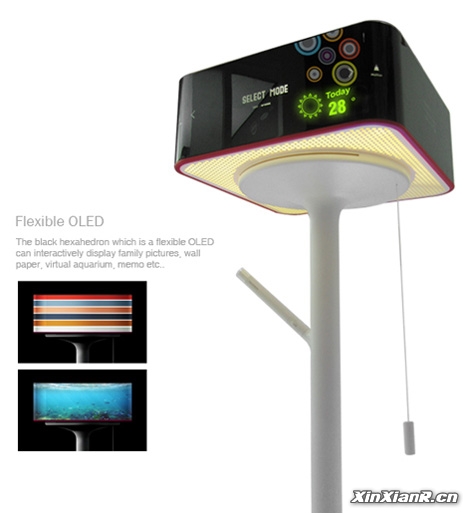 SELECT MODE
Today
28°
Flexible OLED
The black hexahedron which is a flexible OLED
can interactively display family pictures, wall
paper, virtual aquarium, memo etc..
XinXianR.cn